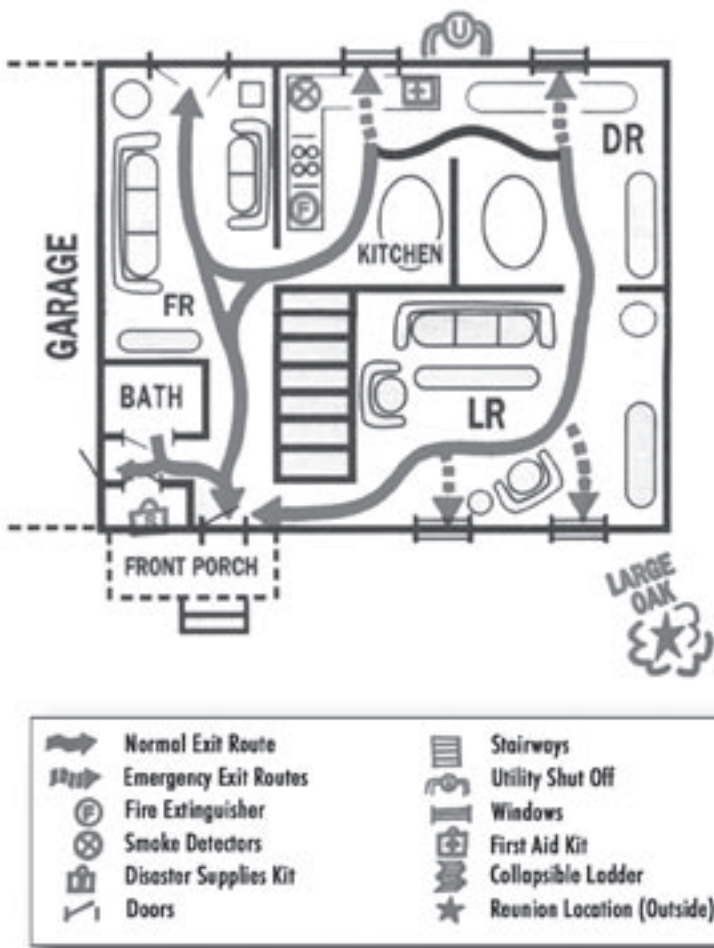 U
DR
F
KITCHEN
GARAGE
FR
BATH
LR
FRONT PORCH
LARGE
OAK
Normal Exit Route
Emergency Exit Routes
F
Fire Extinguisher
Smoke Detectors
Disaster Supplies Kit
Doors
Stairways
U
Utility Shut Off
Windows
First Aid Kit
Collapsible Ladder
Reunion Location (Outside)